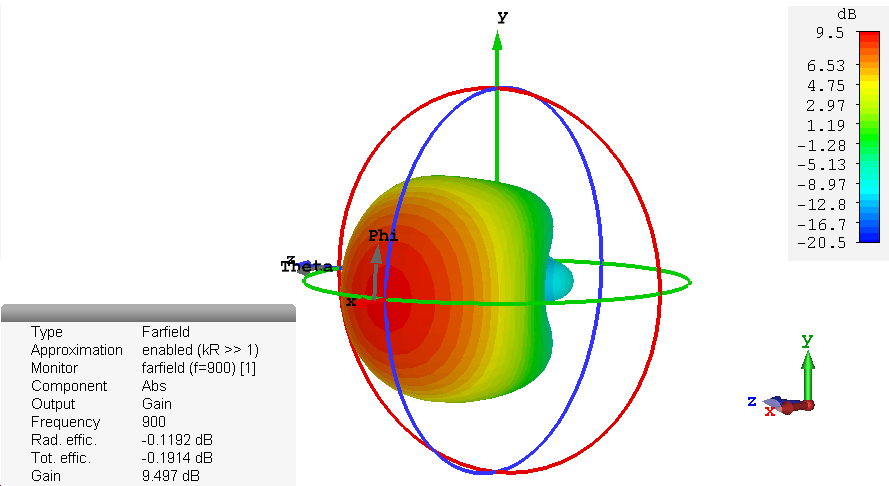 y
dB
9.5
6.53
4.75
2.97
1.19
-1.28
-5.13
-8.97
-12.8
-16.7
-20.5
Phi
z
Theta
x
Type Farfield
Approximation enabled (kR >> 1)
Monitor farfield (f=900) [1]
Component Abs
Output Gain
Frequency 900
Rad. effic. -0.1192 dB
Tot. effic. -0.1914 dB
Gain 9.497 dB
y
z
x